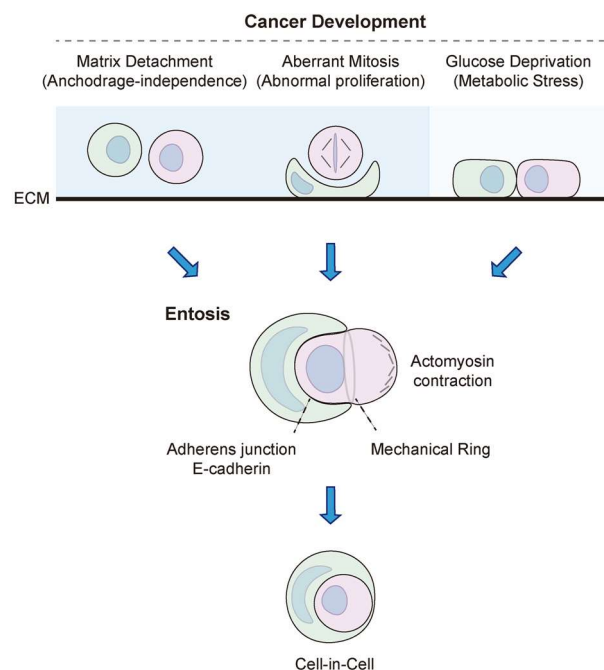 Cancer Development
Matrix Detachment
(Anchodrage-independence)
Aberrant Mitosis
(Abnormal proliferation)
Glucose Deprivation
(Metabolic Stress)
ECM
Entosis
Actomyosin
contraction
Adherens junction
E-cadherin
Mechanical Ring
Cell-in-Cell